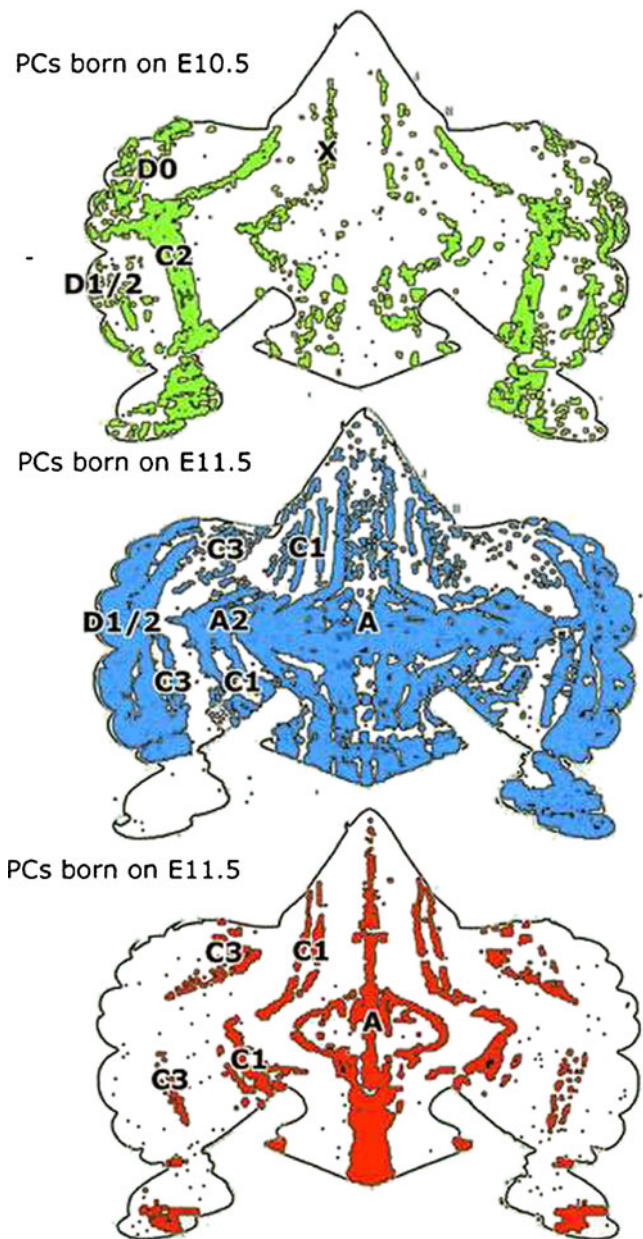 PCs born on E10.5
D0
X
C2
D1/2
PCs born on E11.5
C3
C1
D1/2
A2
A
C3
C1
PCs born on E11.5
C3
C1
A
C1
C3